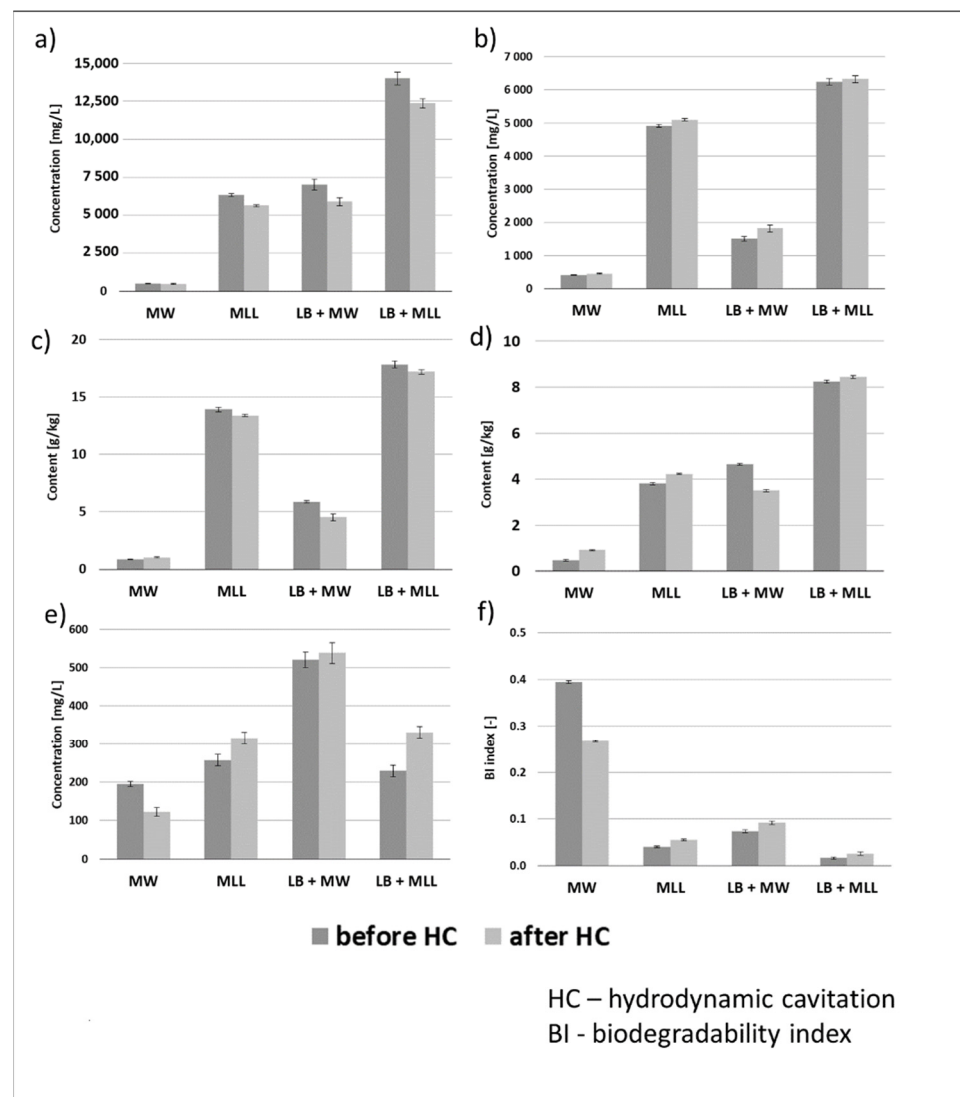 a)
Concentration [mg/L]
15,000
12,500
10,000
7,500
5 000
2 500
0
MW MLL LB + MW LB + MLL
b)
Concentration [mg/L]
6 000
5 000
4 000
3 000
2 000
1 000
0
MW MLL LB + MW LB + MLL
c)
Content [g/kg]
20
15
10
5
0
MW MLL LB + MW LB + MLL
d)
Content [g/kg]
10
8
6
4
2
0
MW MLL LB + MW LB + MLL
e)
Concentration [mg/L]
600
500
400
300
200
100
0
MW MLL LB + MW LB + MLL
f)
BI index [-]
0.5
0.4
0.3
0.2
0.1
0.0
MW MLL LB + MW LB + MLL
before HC after HC
HC – hydrodynamic cavitation
BI - biodegradability index